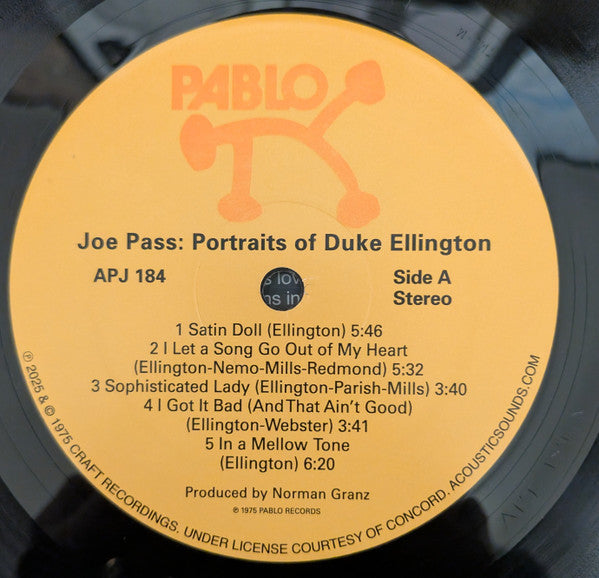 PABLO
Joe Pass: Portraits of Duke Ellington
APJ 184
Side A
Stereo
1 Satin Doll (Ellington) 5:46
2 I Let a Song Go Out of My Heart
(Ellington-Nemo-Mills-Redmond) 5:32
3 Sophisticated Lady (Ellington-Parish-Mills) 3:40
4 I Got It Bad (And That Ain't Good)
(Ellington-Webster) 3:41
5 In a Mellow Tone
(Ellington) 6:20
Produced by Norman Granz
℗ 1975 PABLO RECORDS
℗ 2025 & © 1975 CRAFT RECORDINGS. UNDER LICENSE COURTESY OF CONCORD. ACOUSTICSOUNDS.COM